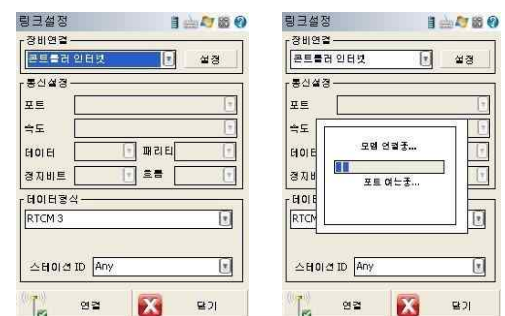 링크설정
장비연결
콘트롤러 인터넷
설정
통신설정
포트
속도
데이터 패리티
정지비트 흐름
데이터형식
RTCM 3
스테이션 ID Any
연결 닫기
링크설정
장비연결
콘트롤러 인터넷
설정
통신설정
포트
속도
데이터
정지비
모뎀 연결중...
포트 여는중...
데이터
RTCM
스테이션 ID Any
연결 닫기